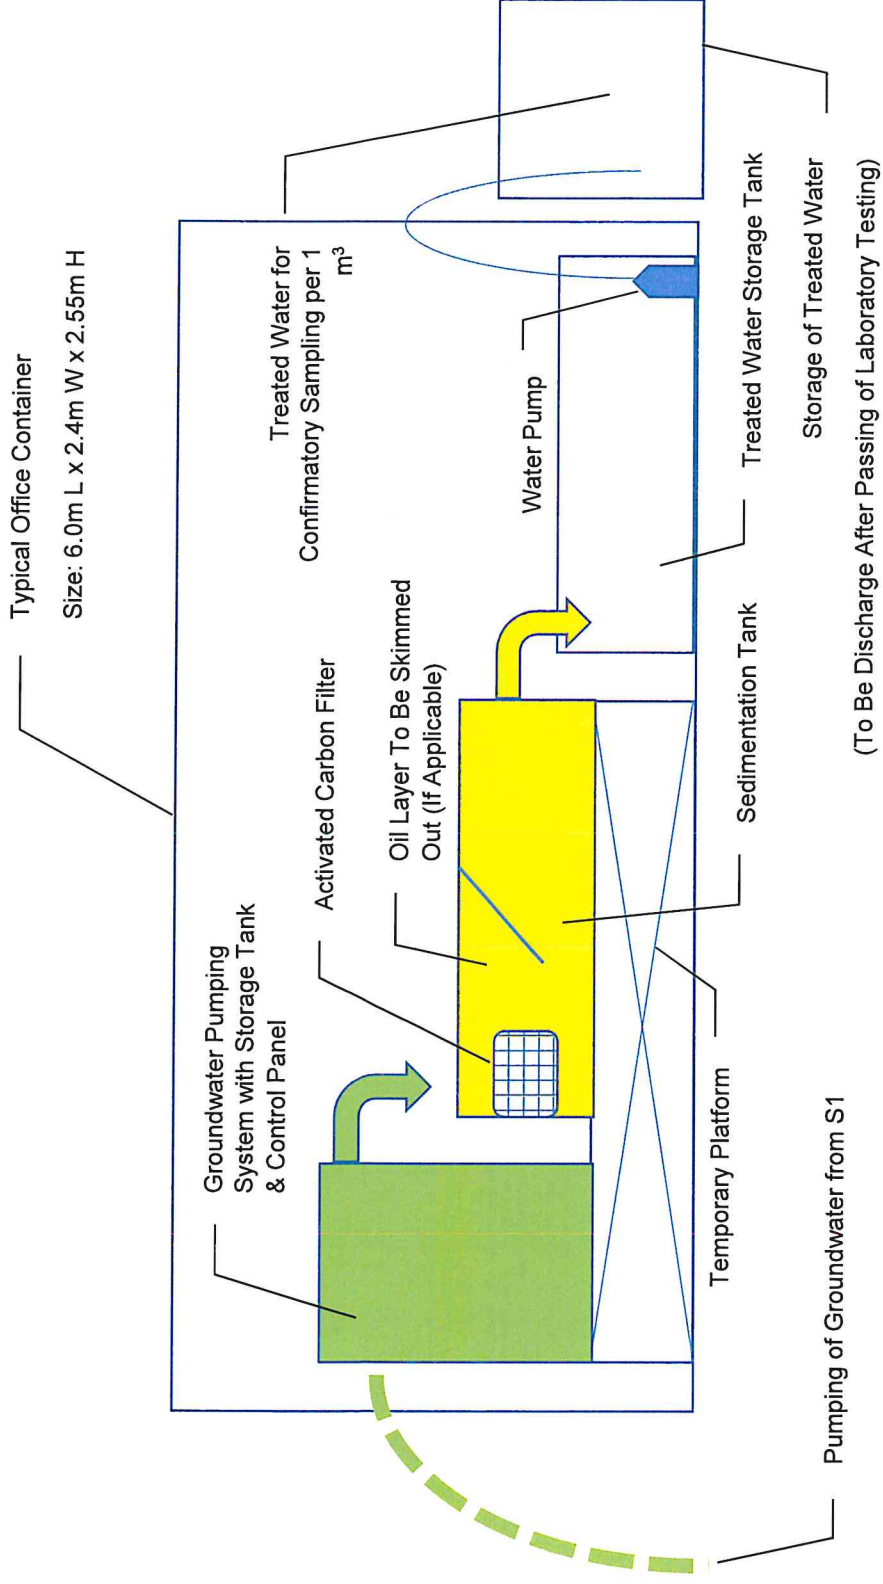 Typical Office Container
Size: 6.0m L x 2.4m W x 2.55m H
Groundwater Pumping
System with Storage Tank
& Control Panel
Activated Carbon Filter
Oil Layer To Be Skimmed
Out (If Applicable)
Treated Water for
Confirmatory Sampling per 1
m³
Water Pump
Temporary Platform
Sedimentation Tank
Treated Water Storage Tank
Storage of Treated Water
(To Be Discharge After Passing of Laboratory Testing)
Pumping of Groundwater from S1